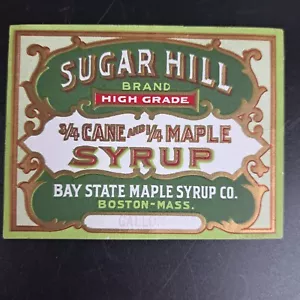 SUGAR HILL
BRAND
HIGH GRADE
3/4 CANE AND 1/4 MAPLE
SYRUP
BAY STATE MAPLE SYRUP CO.
BOSTON-MASS.